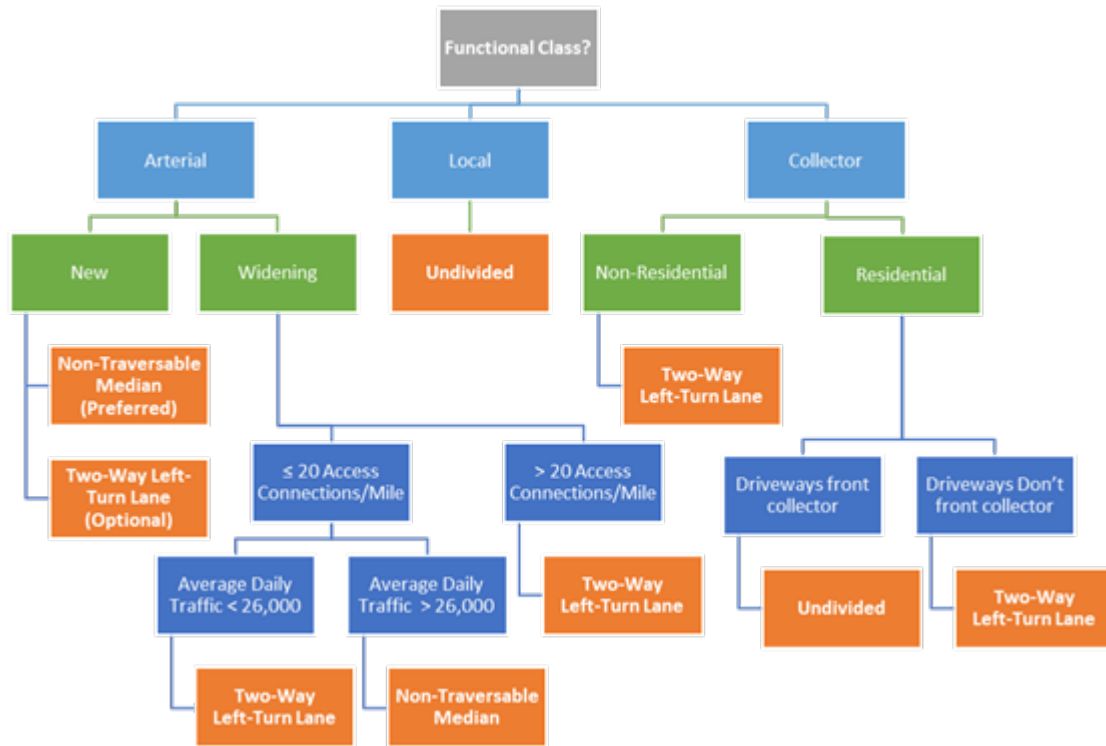 Functional Class?
Arterial
Local
Collector
New
Widening
Undivided
Non-Residential
Residential
Non-Traversable
Median
(Preferred)
Two-Way
Left-Turn Lane
Two-Way Left-
Turn Lane
(Optional)
≤ 20 Access
Connections/Mile
> 20 Access
Connections/Mile
Driveways front
collector
Driveways Don't
front collector
Average Daily
Traffic < 26,000
Average Daily
Traffic > 26,000
Two-Way
Left-Turn Lane
Undivided
Two-Way
Left-Turn Lane
Two-Way
Left-Turn Lane
Non-Traversable
Median